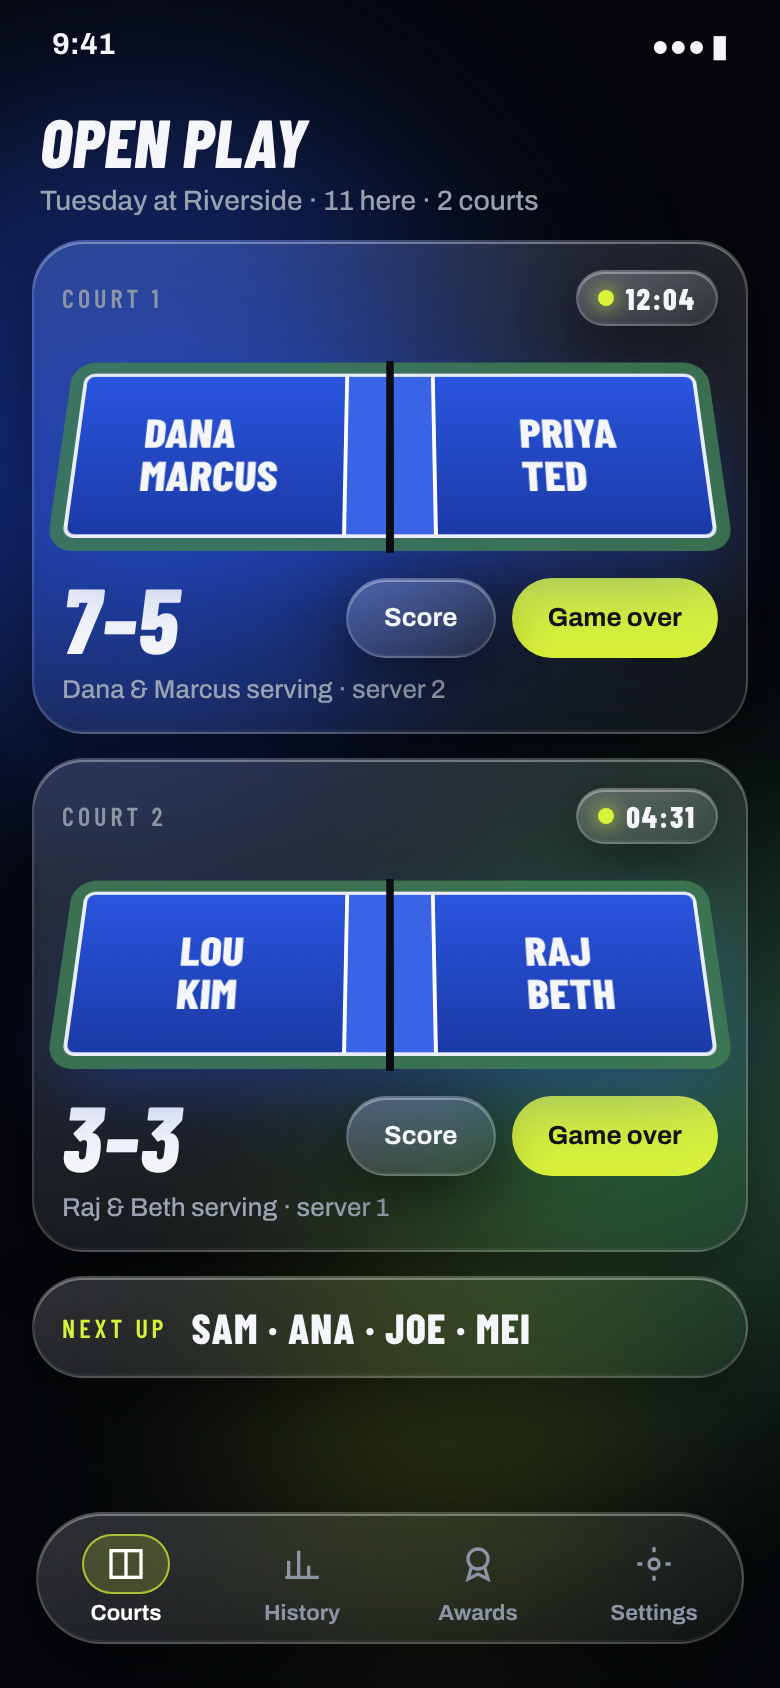 9:41
OPEN PLAY
Tuesday at Riverside · 11 here · 2 courts
COURT 1
12:04
DANA
MARCUS
PRIYA
TED
7–5
Score
Game over
Dana & Marcus serving · server 2
COURT 2
04:31
LOU
KIM
RAJ
BETH
3–3
Score
Game over
Raj & Beth serving · server 1
NEXT UP SAM · ANA · JOE · MEI
Courts
History
Awards
Settings